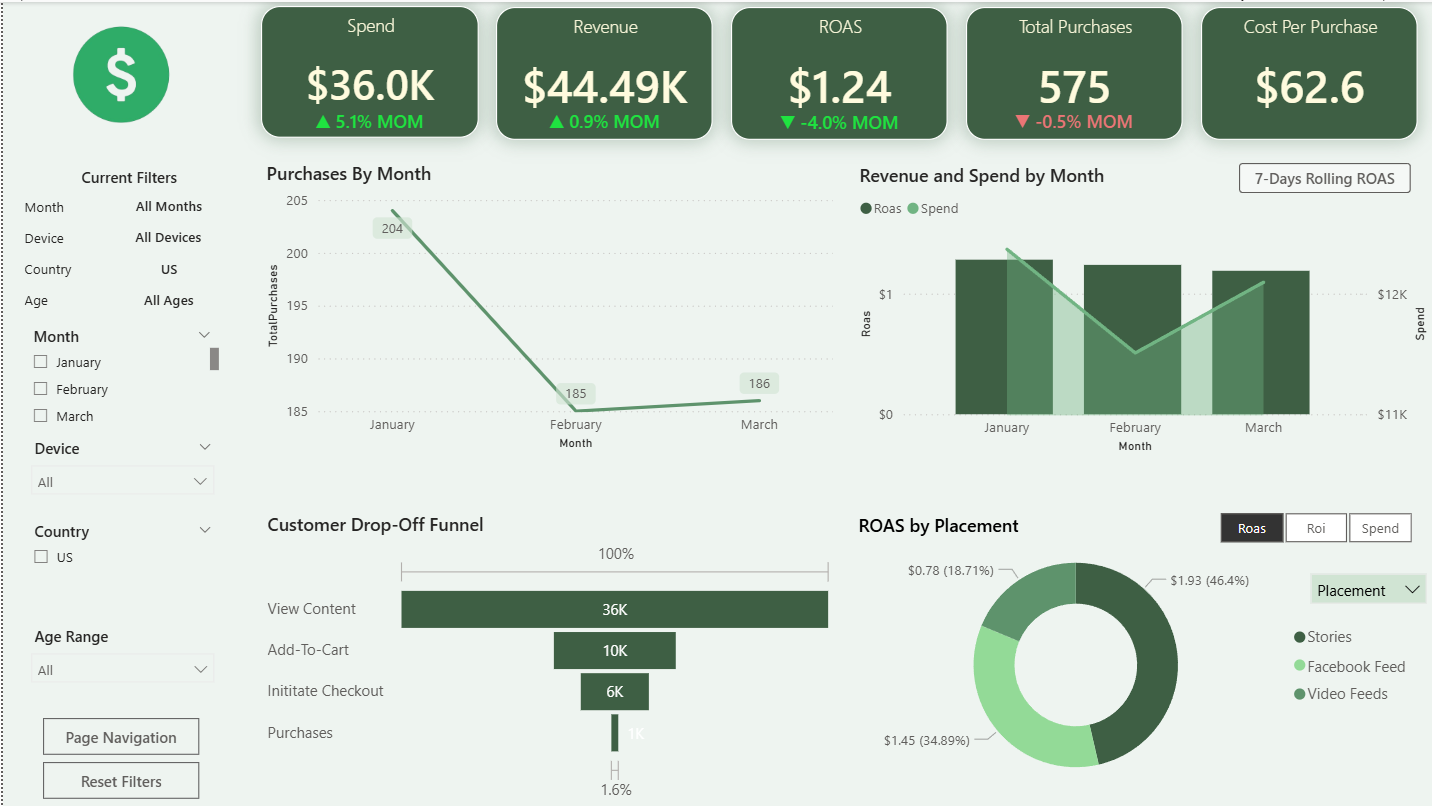 $
Spend
$36.0K
▲ 5.1% MOM
Revenue
$44.49K
▲ 0.9% MOM
ROAS
$1.24
▼ -4.0% MOM
Total Purchases
575
▼ -0.5% MOM
Cost Per Purchase
$62.6
Current Filters
Month All Months
Device All Devices
Country US
Age All Ages
Month
January
February
March
Device
All
Country
US
Age Range
All
Page Navigation
Reset Filters
Purchases By Month
205
200
195
190
185
TotalPurchases
204
185
186
January February March
Month
Revenue and Spend by Month
7-Days Rolling ROAS
Roas Spend
$1
$0
Roas
$12K
$11K
Spend
January February March
Month
Customer Drop-Off Funnel
100%
View Content 36K
Add-To-Cart 10K
Inititate Checkout 6K
Purchases 1K
1.6%
ROAS by Placement
Roas Roi Spend
$0.78 (18.71%)
$1.93 (46.4%)
$1.45 (34.89%)
Placement
Stories
Facebook Feed
Video Feeds